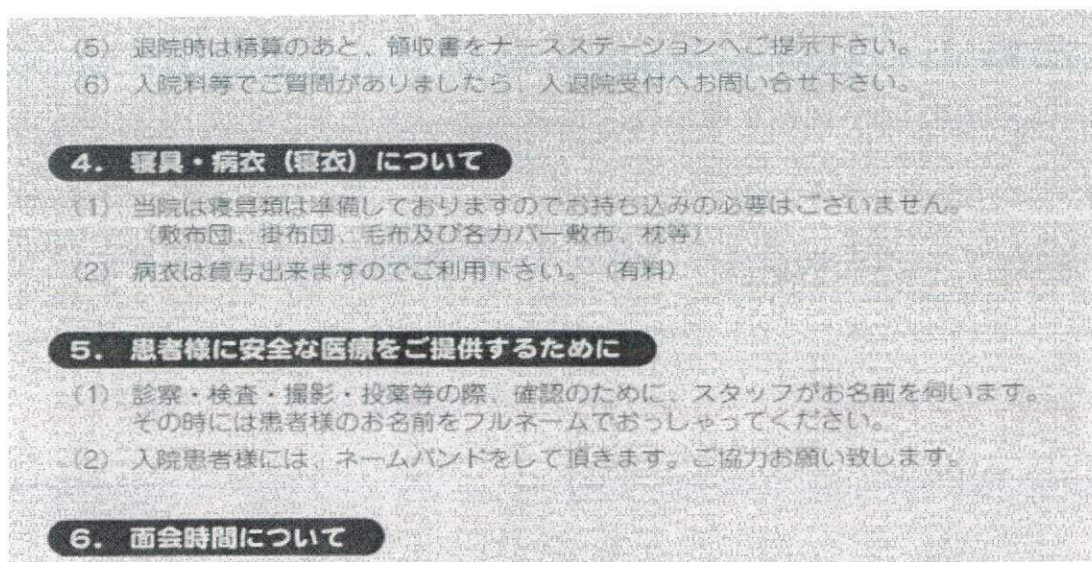 (5) 退院時は精算のあと、領収書をナースステーションへご提示下さい。
(6) 入院料等でご質問がありましたら、入退院受付へお問い合せ下さい。
4. 寝具・病衣（寝衣）について
(1) 当院は寝具類は準備しておりますのでお持ち込みの必要はございません。
（敷布団、掛布団、毛布及び各カバー敷布、枕等）
(2) 病衣は貸与出来ますのでご利用下さい。（有料）
5. 患者様に安全な医療をご提供するために
(1) 診察・検査・撮影・投薬等の際、確認のために、スタッフがお名前を伺います。
その時には患者様のお名前をフルネームでおっしゃってください。
(2) 入院患者様には、ネームバンドをして頂きます。ご協力お願い致します。
6. 面会時間について